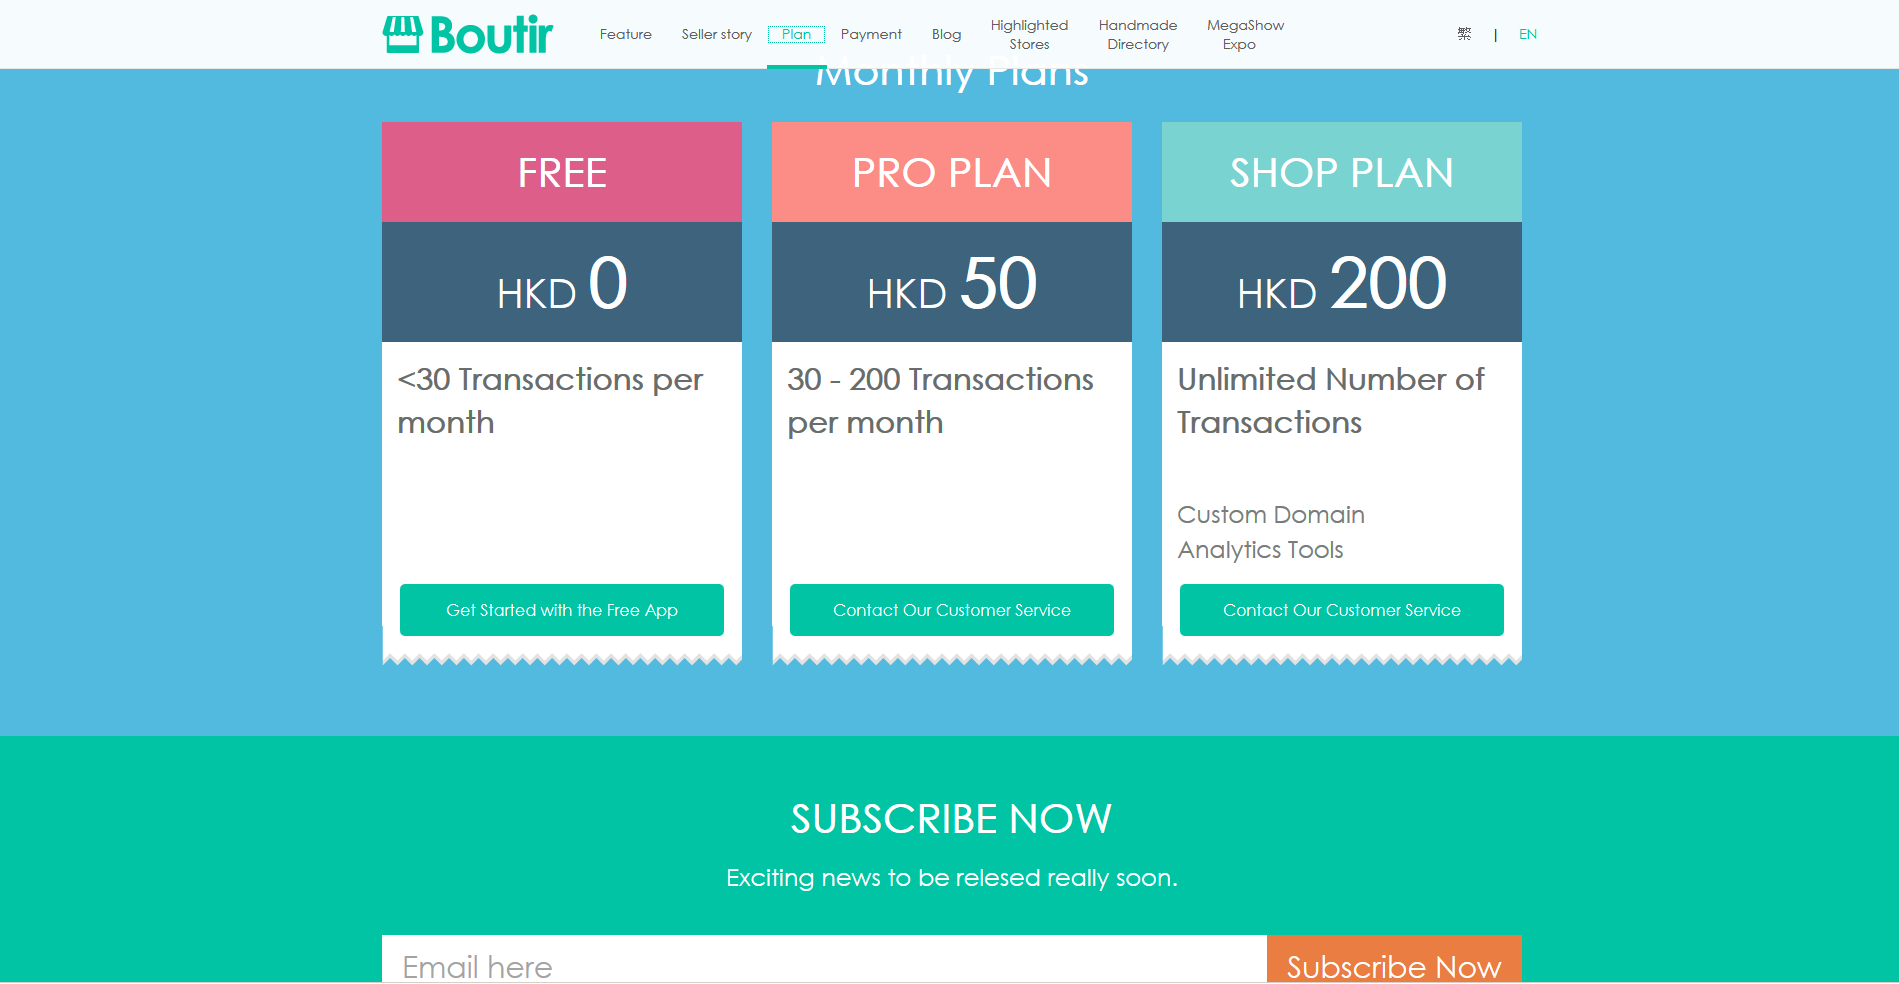 Boutir
Feature
Seller story
Plan
Payment
Blog
Highlighted
Stores
Handmade
Directory
MegaShow
Expo
繁 | EN
Monthly Plans
FREE
HKD 0
<30 Transactions per
month
Get Started with the Free App
PRO PLAN
HKD 50
30 - 200 Transactions
per month
Contact Our Customer Service
SHOP PLAN
HKD 200
Unlimited Number of
Transactions
Custom Domain
Analytics Tools
Contact Our Customer Service
SUBSCRIBE NOW
Exciting news to be relesed really soon.
Email here
Subscribe Now